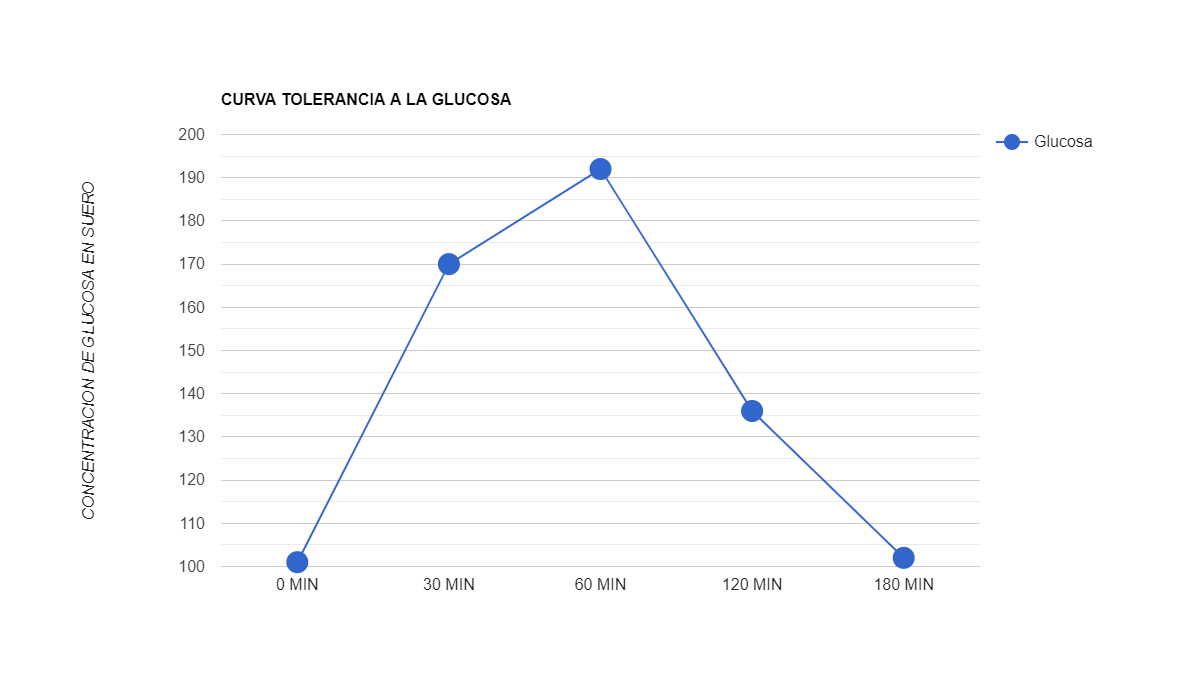 CURVA TOLERANCIA A LA GLUCOSA
Glucosa
CONCENTRACION DE GLUCOSA EN SUERO
200
190
180
170
160
150
140
130
120
110
100
0 MIN
30 MIN
60 MIN
120 MIN
180 MIN